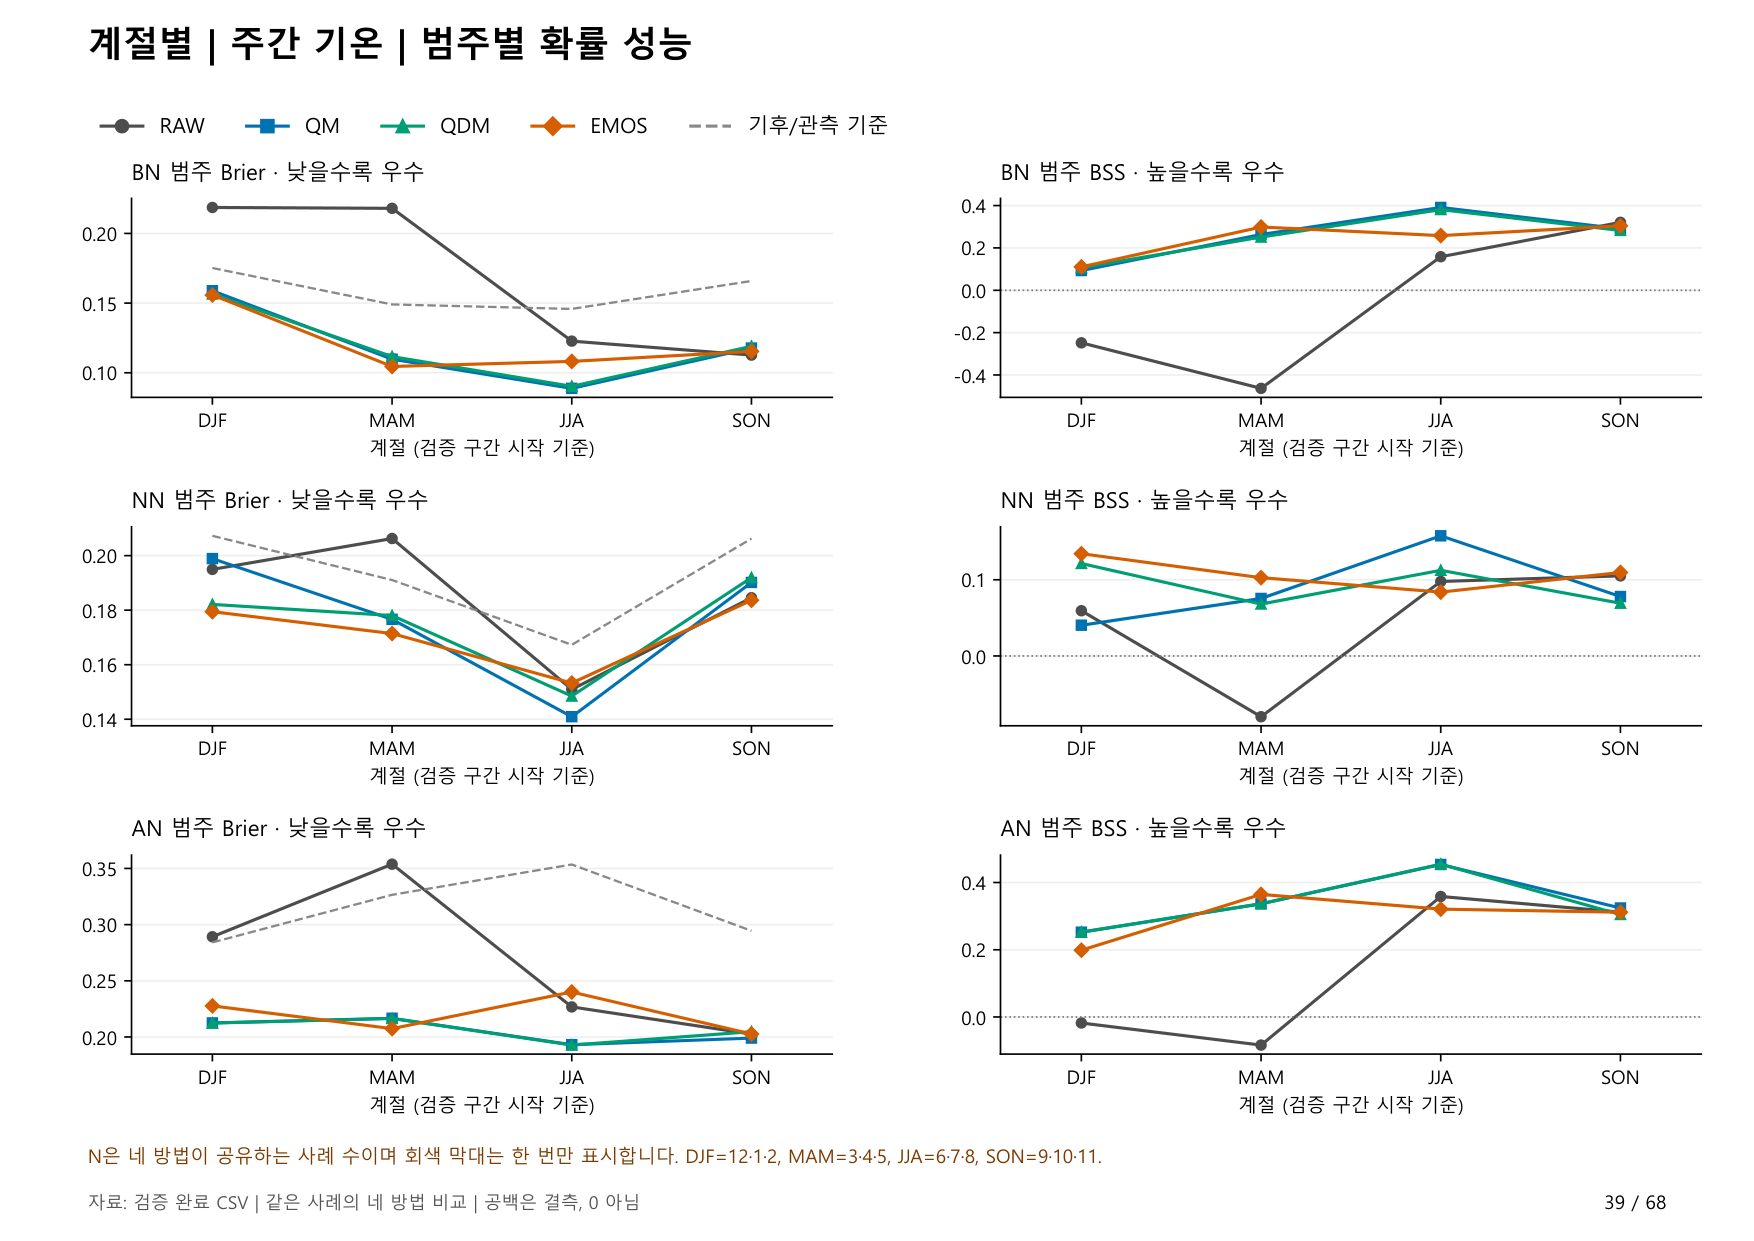 계절별 | 주간 기온 | 범주별 확률 성능
RAW QM QDM EMOS 기후/관측 기준
BN 범주 Brier · 낮을수록 우수
0.20
0.15
0.10
DJF MAM JJA SON
계절 (검증 구간 시작 기준)
BN 범주 BSS · 높을수록 우수
0.4
0.2
0.0
-0.2
-0.4
DJF MAM JJA SON
계절 (검증 구간 시작 기준)
NN 범주 Brier · 낮을수록 우수
0.20
0.18
0.16
0.14
DJF MAM JJA SON
계절 (검증 구간 시작 기준)
NN 범주 BSS · 높을수록 우수
0.1
0.0
DJF MAM JJA SON
계절 (검증 구간 시작 기준)
AN 범주 Brier · 낮을수록 우수
0.35
0.30
0.25
0.20
DJF MAM JJA SON
계절 (검증 구간 시작 기준)
AN 범주 BSS · 높을수록 우수
0.4
0.2
0.0
DJF MAM JJA SON
계절 (검증 구간 시작 기준)
N은 네 방법이 공유하는 사례 수이며 회색 막대는 한 번만 표시합니다. DJF=12·1·2, MAM=3·4·5, JJA=6·7·8, SON=9·10·11.
자료: 검증 완료 CSV | 같은 사례의 네 방법 비교 | 공백은 결측, 0 아님
39 / 68